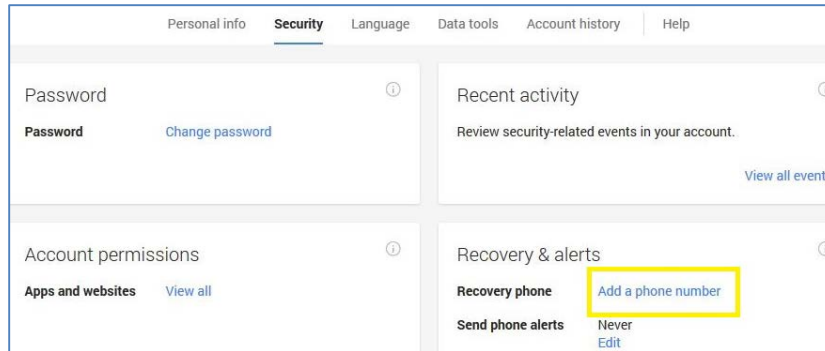 Personal info Security Language Data tools Account history Help
Password
Password Change password
Recent activity
Review security-related events in your account.
View all event
Account permissions
Apps and websites View all
Recovery & alerts
Recovery phone Add a phone number
Send phone alerts Never
Edit